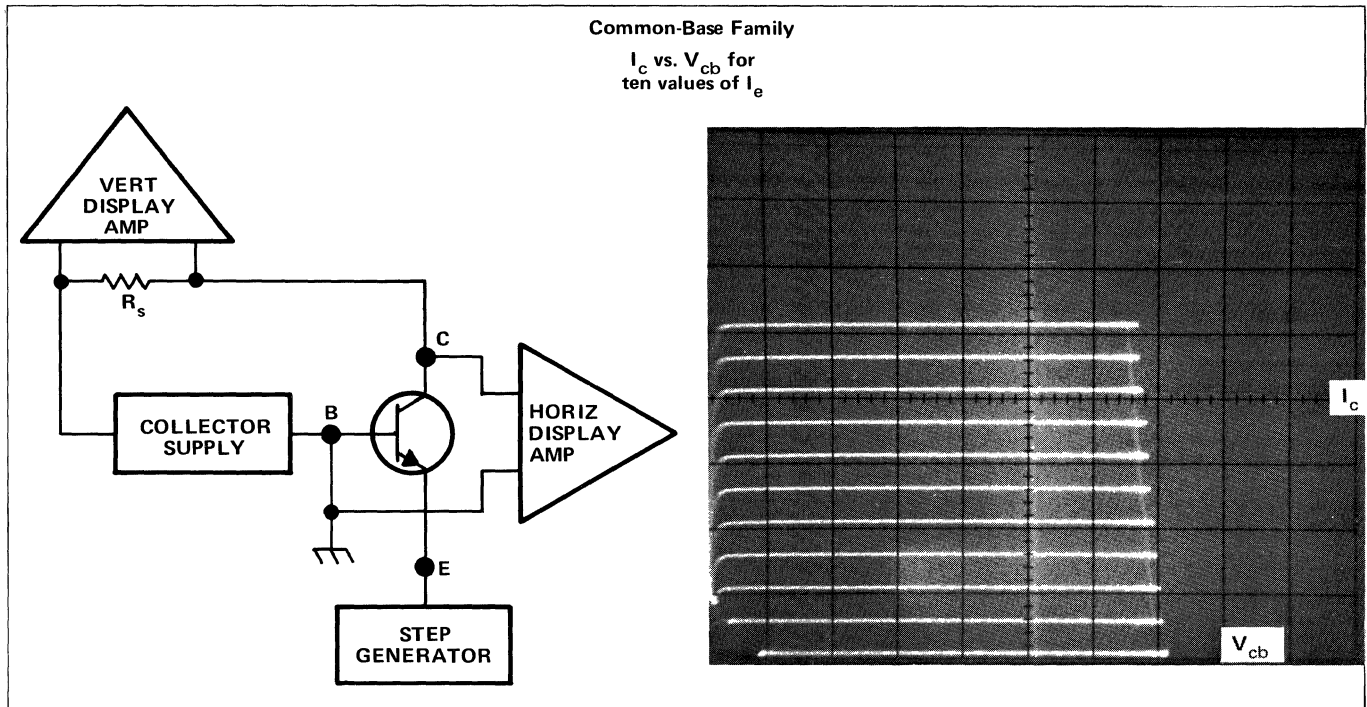 Common-Base Family
I_c vs. V_cb for
ten values of I_e
VERT
DISPLAY
AMP
R_s
C
COLLECTOR
SUPPLY
B
HORIZ
DISPLAY
AMP
I_c
E
STEP
GENERATOR
V_cb